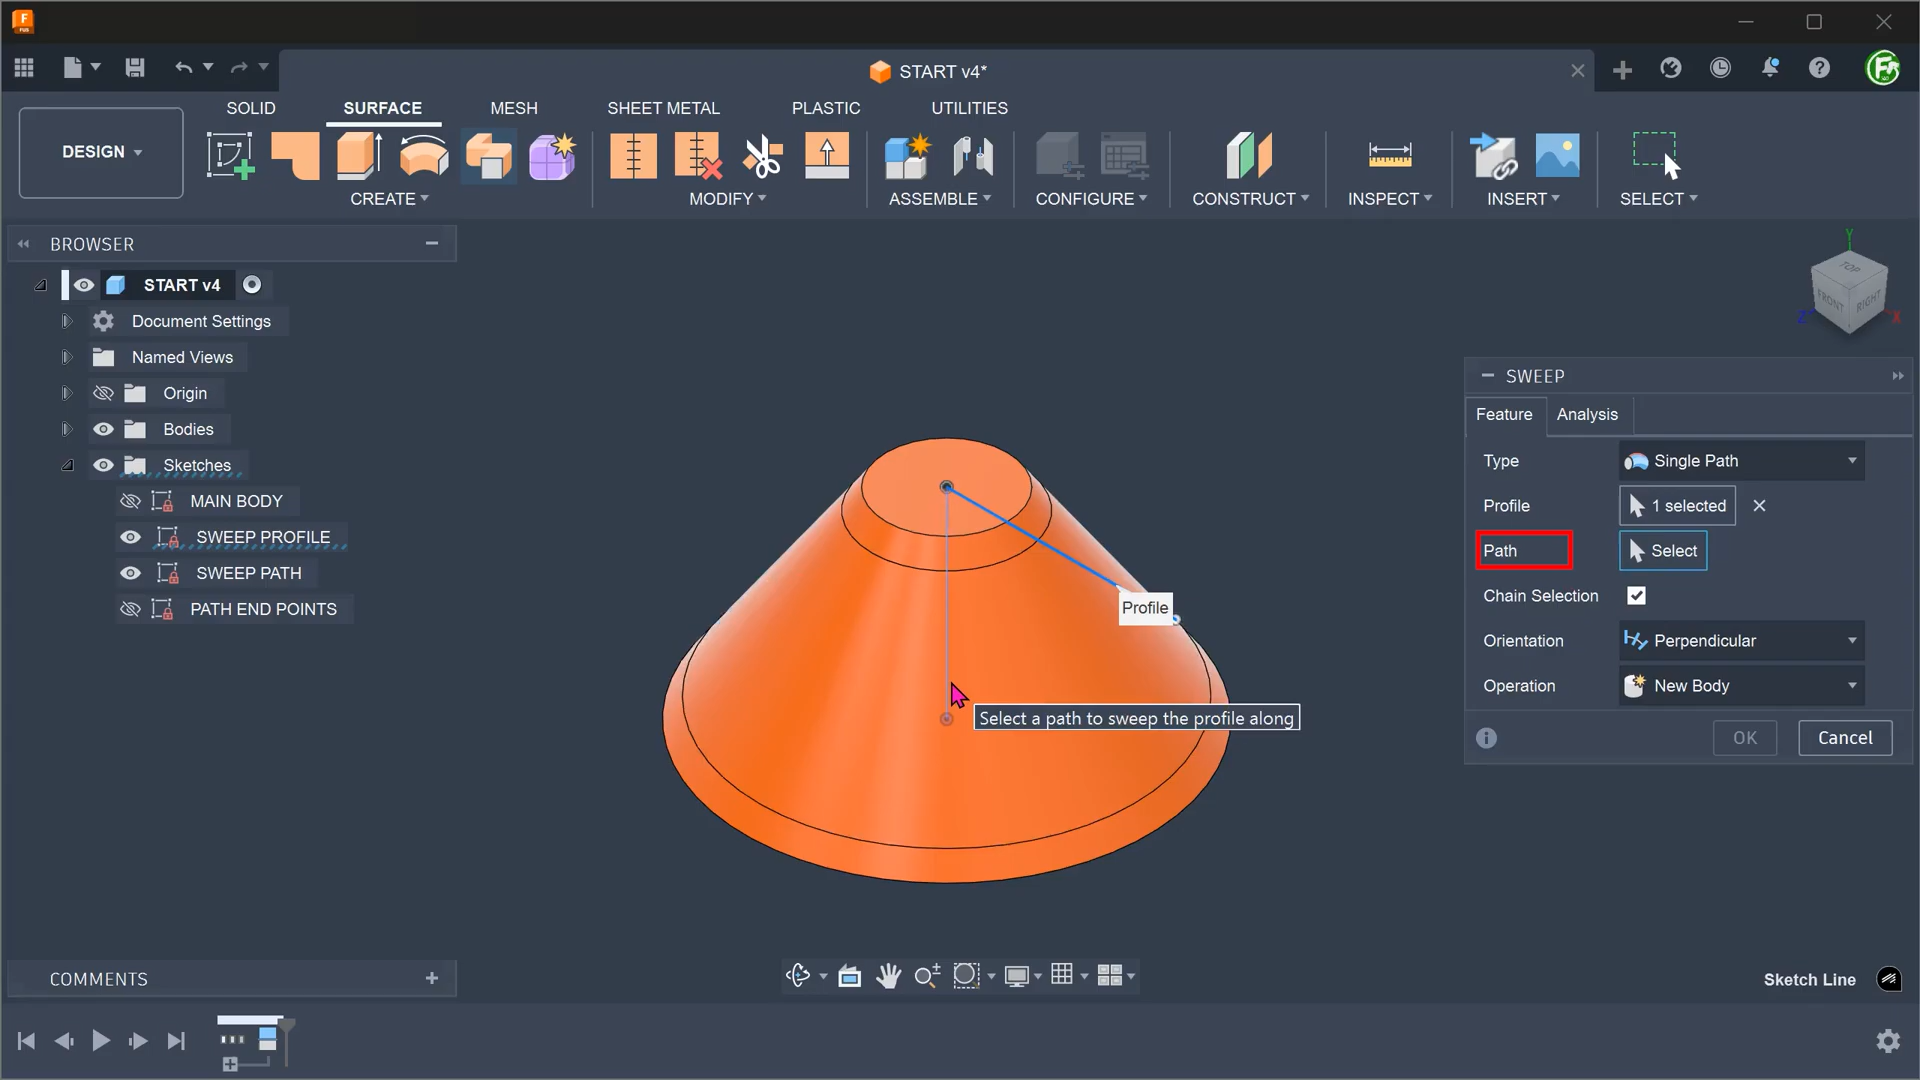 START v4*
DESIGN
SOLID
SURFACE
MESH
SHEET METAL
PLASTIC
UTILITIES
CREATE
MODIFY
ASSEMBLE
CONFIGURE
CONSTRUCT
INSPECT
INSERT
SELECT
BROWSER
START v4
Document Settings
Named Views
Origin
Bodies
Sketches
MAIN BODY
SWEEP PROFILE
SWEEP PATH
PATH END POINTS
Y
TOP
FRONT
RIGHT
Z
X
Profile
Select a path to sweep the profile along
SWEEP
Feature
Analysis
Type
Single Path
Profile
1 selected
Path
Select
Chain Selection
Orientation
Perpendicular
Operation
New Body
OK
Cancel
COMMENTS
Sketch Line